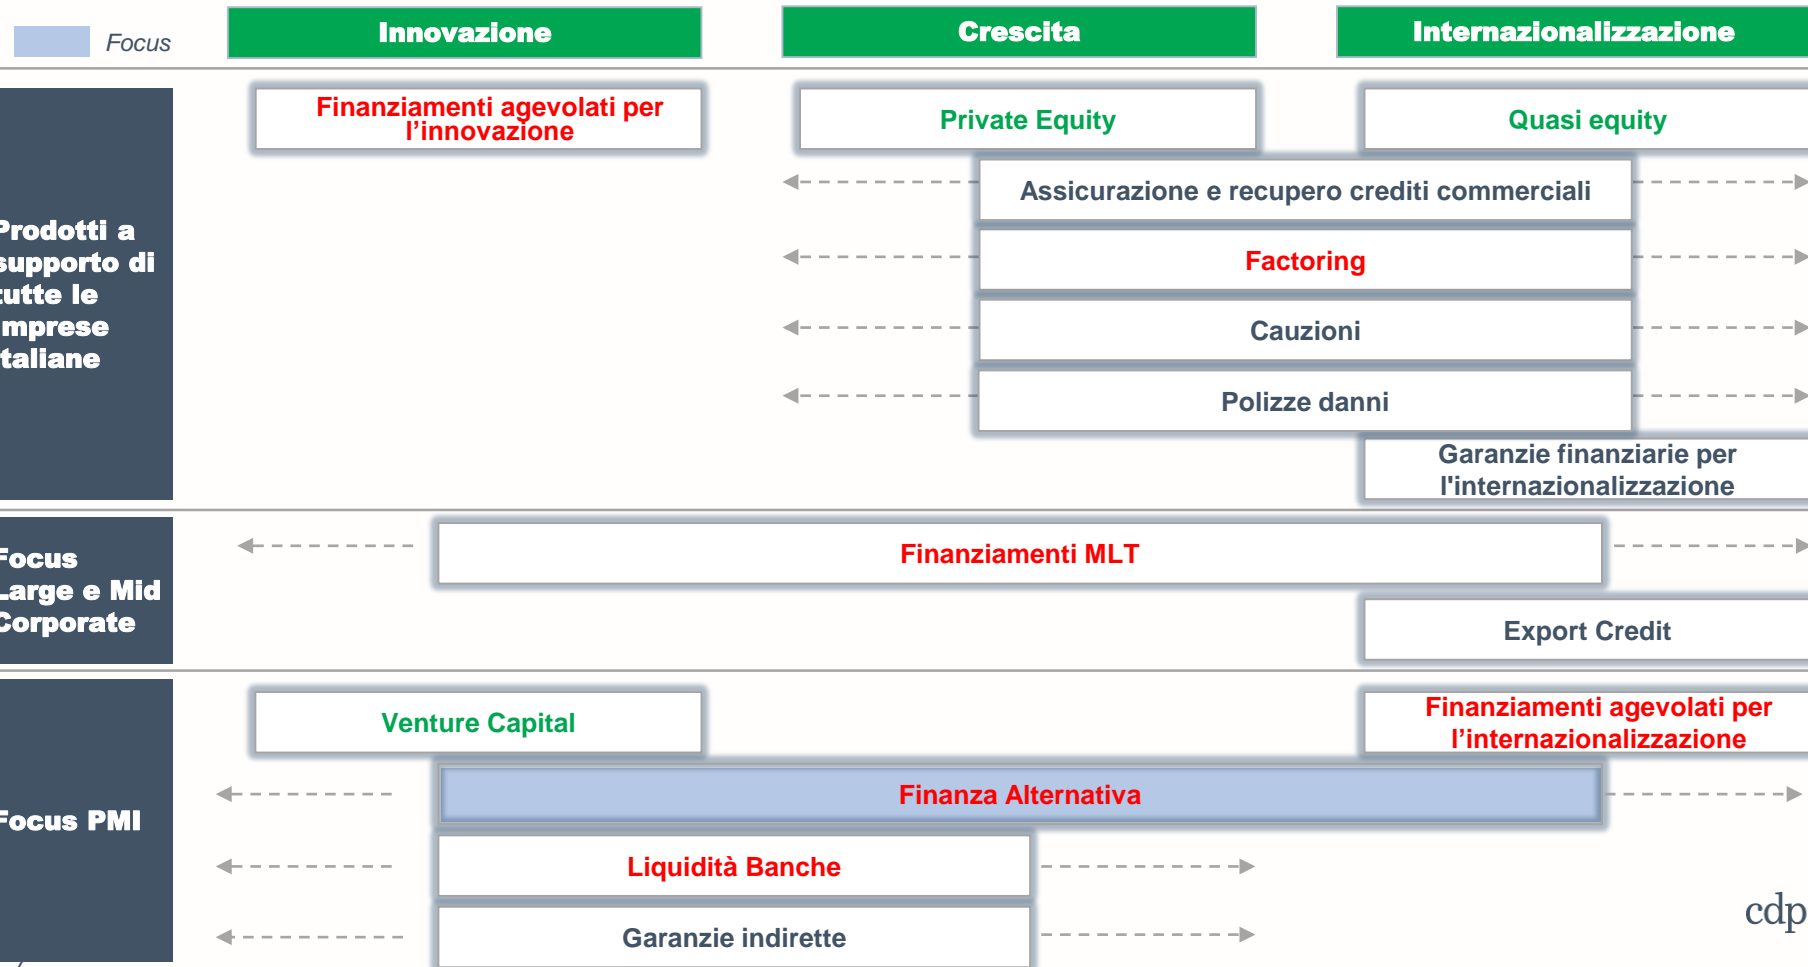 Focus
Innovazione
Crescita
Internazionalizzazione
Prodotti a
supporto di
tutte le
imprese
italiane
Finanziamenti agevolati per
l’innovazione
Private Equity
Quasi equity
Assicurazione e recupero crediti commerciali
Factoring
Cauzioni
Polizze danni
Garanzie finanziarie per
l'internazionalizzazione
Focus
Large e Mid
Corporate
Finanziamenti MLT
Export Credit
Focus PMI
Venture Capital
Finanziamenti agevolati per
l’internazionalizzazione
Finanza Alternativa
Liquidità Banche
Garanzie indirette
cdp